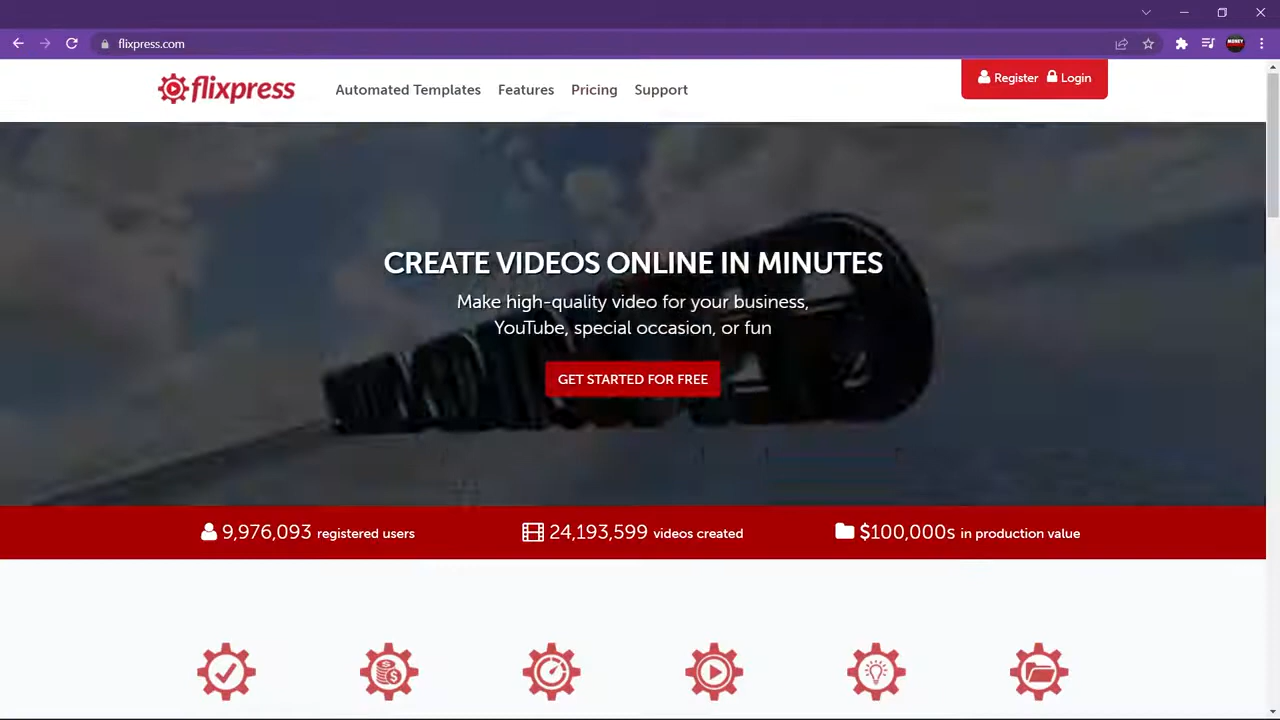 flixpress.com
flixpress
Automated Templates Features Pricing Support
Register Login
CREATE VIDEOS ONLINE IN MINUTES
Make high-quality video for your business,
YouTube, special occasion, or fun
GET STARTED FOR FREE
9,976,093 registered users
24,193,599 videos created
$100,000s in production value